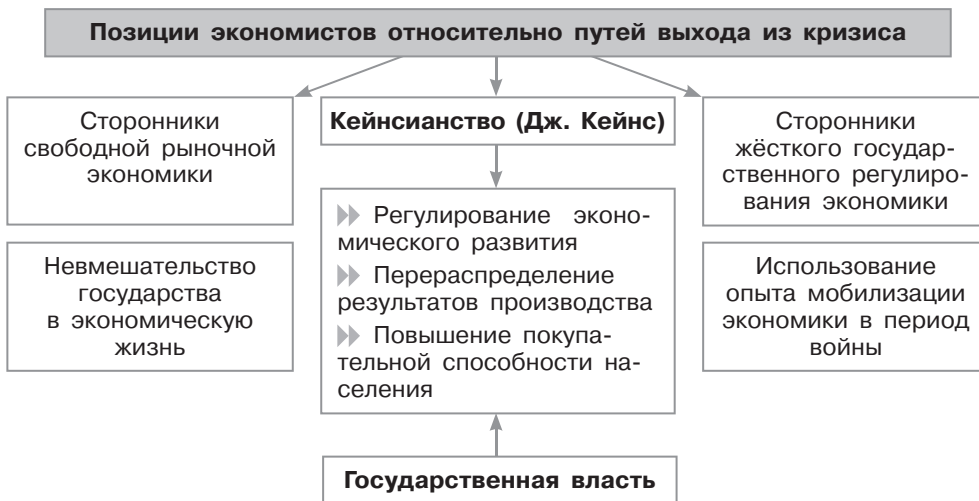 Позиции экономистов относительно путей выхода из кризиса
Сторонники
свободной рыночной
экономики
Невмешательство
государства
в экономическую
жизнь
Кейнсианство (Дж. Кейнс)
Регулирование эконо-
мического развития
Перераспределение
результатов производства
Повышение покупа-
тельной способности на-
селения
Государственная власть
Сторонники
жёсткого государ-
ственного регулиро-
вания экономики
Использование
опыта мобилизации
экономики в период
войны